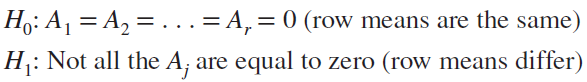 H₀: A₁ = A₂ = . . . = Aᵣ = 0 (row means are the same)
H₁: Not all the Aⱼ are equal to zero (row means differ)